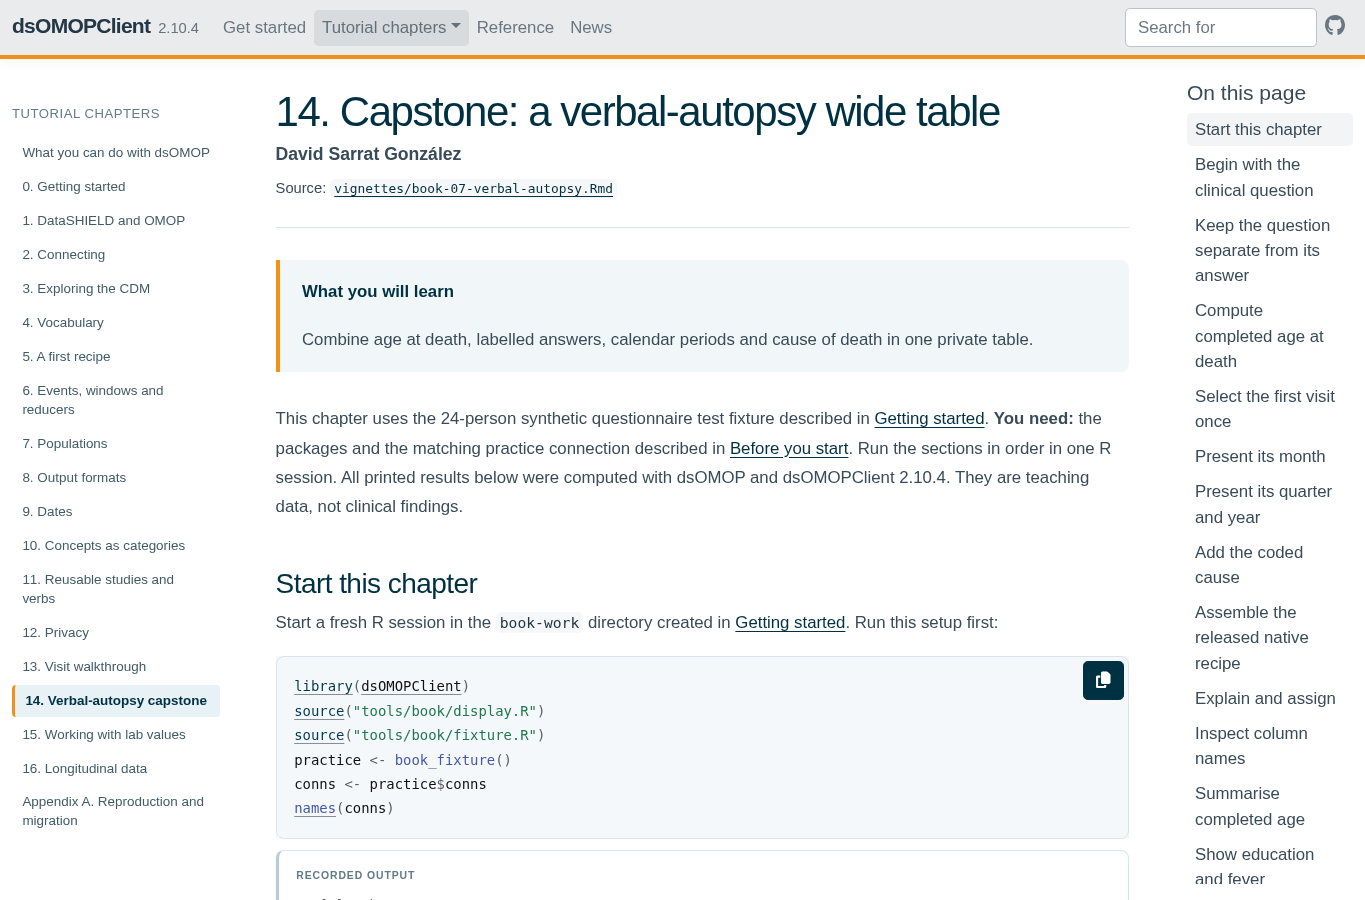 dsOMOPClient 2.10.4 Get started Tutorial chapters Reference News Search for
TUTORIAL CHAPTERS
What you can do with dsOMOP
0. Getting started
1. DataSHIELD and OMOP
2. Connecting
3. Exploring the CDM
4. Vocabulary
5. A first recipe
6. Events, windows and
reducers
7. Populations
8. Output formats
9. Dates
10. Concepts as categories
11. Reusable studies and
verbs
12. Privacy
13. Visit walkthrough
14. Verbal-autopsy capstone
15. Working with lab values
16. Longitudinal data
Appendix A. Reproduction and
migration
14. Capstone: a verbal-autopsy wide table
David Sarrat González
Source: vignettes/book-07-verbal-autopsy.Rmd
What you will learn
Combine age at death, labelled answers, calendar periods and cause of death in one private table.
This chapter uses the 24-person synthetic questionnaire test fixture described in Getting started. You need: the
packages and the matching practice connection described in Before you start. Run the sections in order in one R
session. All printed results below were computed with dsOMOP and dsOMOPClient 2.10.4. They are teaching
data, not clinical findings.
Start this chapter
Start a fresh R session in the book-work directory created in Getting started. Run this setup first:
library(dsOMOPClient)
source("tools/book/display.R")
source("tools/book/fixture.R")
practice <- book_fixture()
conns <- practice$conns
names(conns)
RECORDED OUTPUT
On this page
Start this chapter
Begin with the
clinical question
Keep the question
separate from its
answer
Compute
completed age at
death
Select the first visit
once
Present its month
Present its quarter
and year
Add the coded
cause
Assemble the
released native
recipe
Explain and assign
Inspect column
names
Summarise
completed age
Show education
and fever